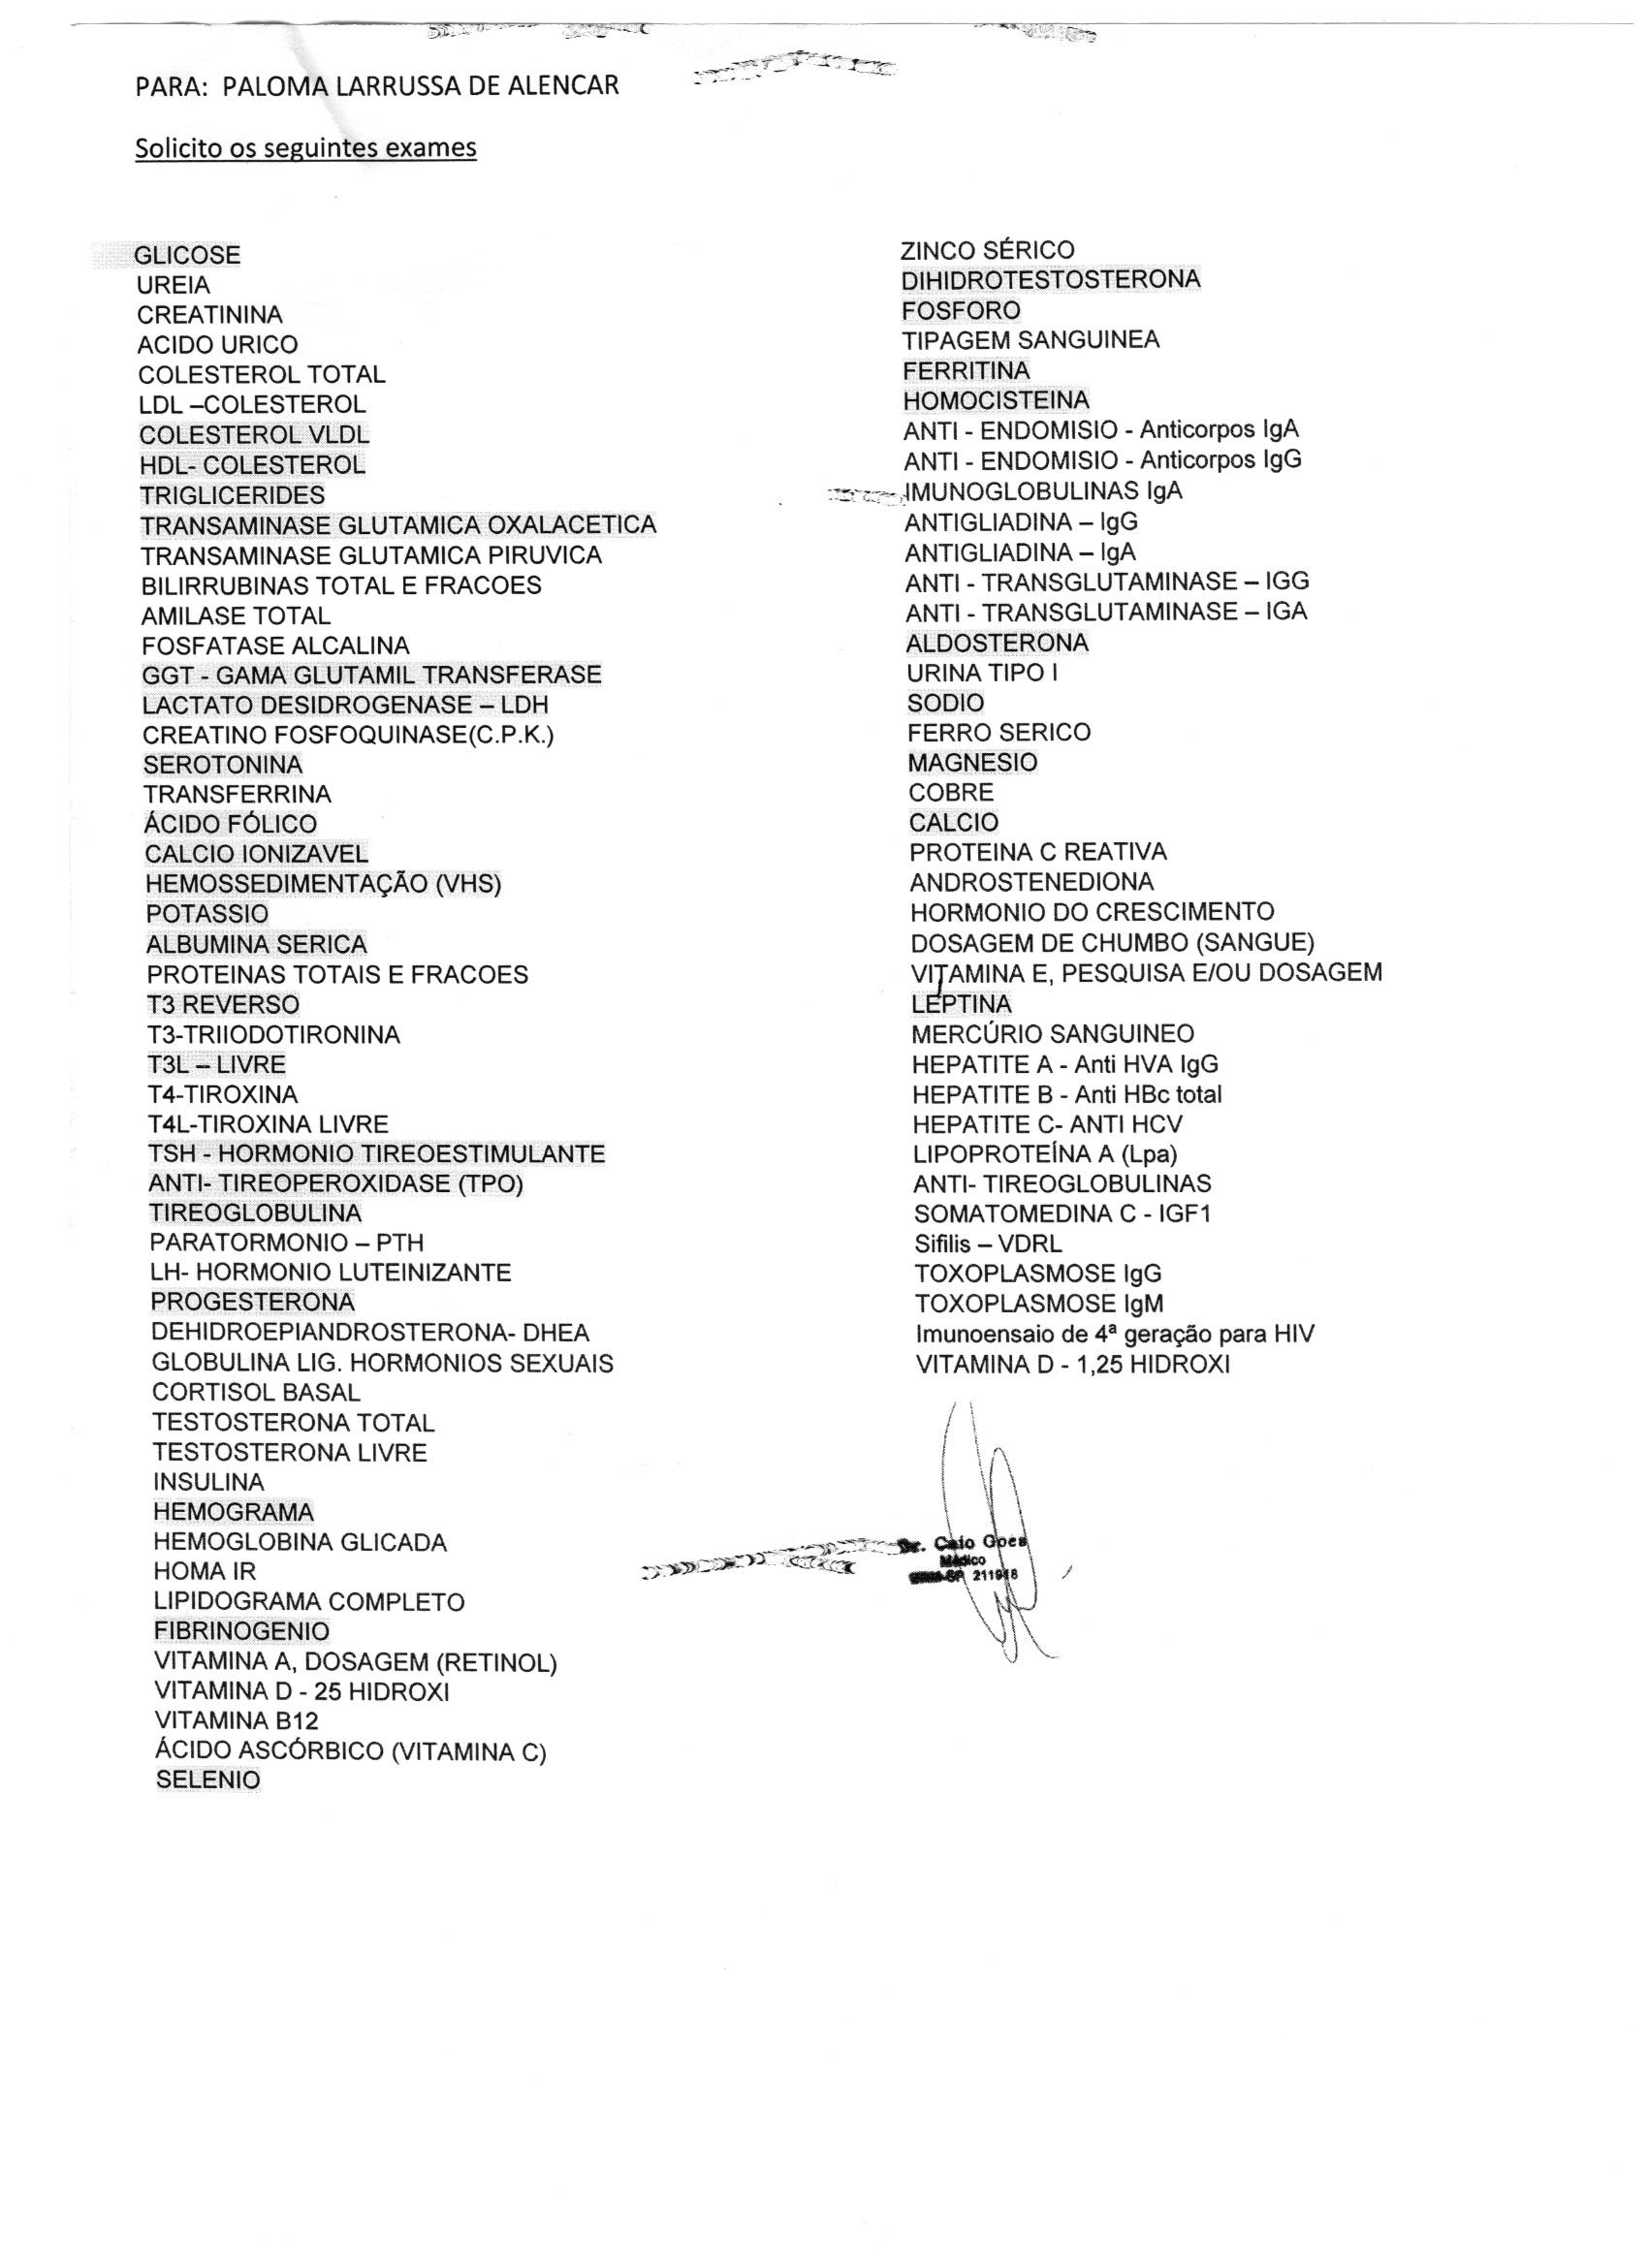 PARA: PALOMA LARRUSSA DE ALENCAR
Solicito os seguintes exames
GLICOSE
UREIA
CREATININA
ACIDO URICO
COLESTEROL TOTAL
LDL –COLESTEROL
COLESTEROL VLDL
HDL- COLESTEROL
TRIGLICERIDES
TRANSAMINASE GLUTAMICA OXALACETICA
TRANSAMINASE GLUTAMICA PIRUVICA
BILIRRUBINAS TOTAL E FRACOES
AMILASE TOTAL
FOSFATASE ALCALINA
GGT - GAMA GLUTAMIL TRANSFERASE
LACTATO DESIDROGENASE – LDH
CREATINO FOSFOQUINASE(C.P.K.)
SEROTONINA
TRANSFERRINA
ÁCIDO FÓLICO
CALCIO IONIZAVEL
HEMOSSEDIMENTAÇÃO (VHS)
POTASSIO
ALBUMINA SERICA
PROTEINAS TOTAIS E FRACOES
T3 REVERSO
T3-TRIIODOTIRONINA
T3L – LIVRE
T4-TIROXINA
T4L-TIROXINA LIVRE
TSH - HORMONIO TIREOESTIMULANTE
ANTI- TIREOPEROXIDASE (TPO)
TIREOGLOBULINA
PARATORMONIO – PTH
LH- HORMONIO LUTEINIZANTE
PROGESTERONA
DEHIDROEPIANDROSTERONA- DHEA
GLOBULINA LIG. HORMONIOS SEXUAIS
CORTISOL BASAL
TESTOSTERONA TOTAL
TESTOSTERONA LIVRE
INSULINA
HEMOGRAMA
HEMOGLOBINA GLICADA
HOMA IR
LIPIDOGRAMA COMPLETO
FIBRINOGENIO
VITAMINA A, DOSAGEM (RETINOL)
VITAMINA D - 25 HIDROXI
VITAMINA B12
ÁCIDO ASCÓRBICO (VITAMINA C)
SELENIO
ZINCO SÉRICO
DIHIDROTESTOSTERONA
FOSFORO
TIPAGEM SANGUINEA
FERRITINA
HOMOCISTEINA
ANTI - ENDOMISIO - Anticorpos IgA
ANTI - ENDOMISIO - Anticorpos IgG
IMUNOGLOBULINAS IgA
ANTIGLIADINA – IgG
ANTIGLIADINA – IgA
ANTI - TRANSGLUTAMINASE – IGG
ANTI - TRANSGLUTAMINASE – IGA
ALDOSTERONA
URINA TIPO I
SODIO
FERRO SERICO
MAGNESIO
COBRE
CALCIO
PROTEINA C REATIVA
ANDROSTENEDIONA
HORMONIO DO CRESCIMENTO
DOSAGEM DE CHUMBO (SANGUE)
VITAMINA E, PESQUISA E/OU DOSAGEM
LEPTINA
MERCÚRIO SANGUINEO
HEPATITE A - Anti HVA IgG
HEPATITE B - Anti HBc total
HEPATITE C- ANTI HCV
LIPOPROTEÍNA A (Lpa)
ANTI- TIREOGLOBULINAS
SOMATOMEDINA C - IGF1
Sifilis – VDRL
TOXOPLASMOSE IgG
TOXOPLASMOSE IgM
Imunoensaio de 4ª geração para HIV
VITAMINA D - 1,25 HIDROXI
Dr. Caio Goes
Médico
SP 211918